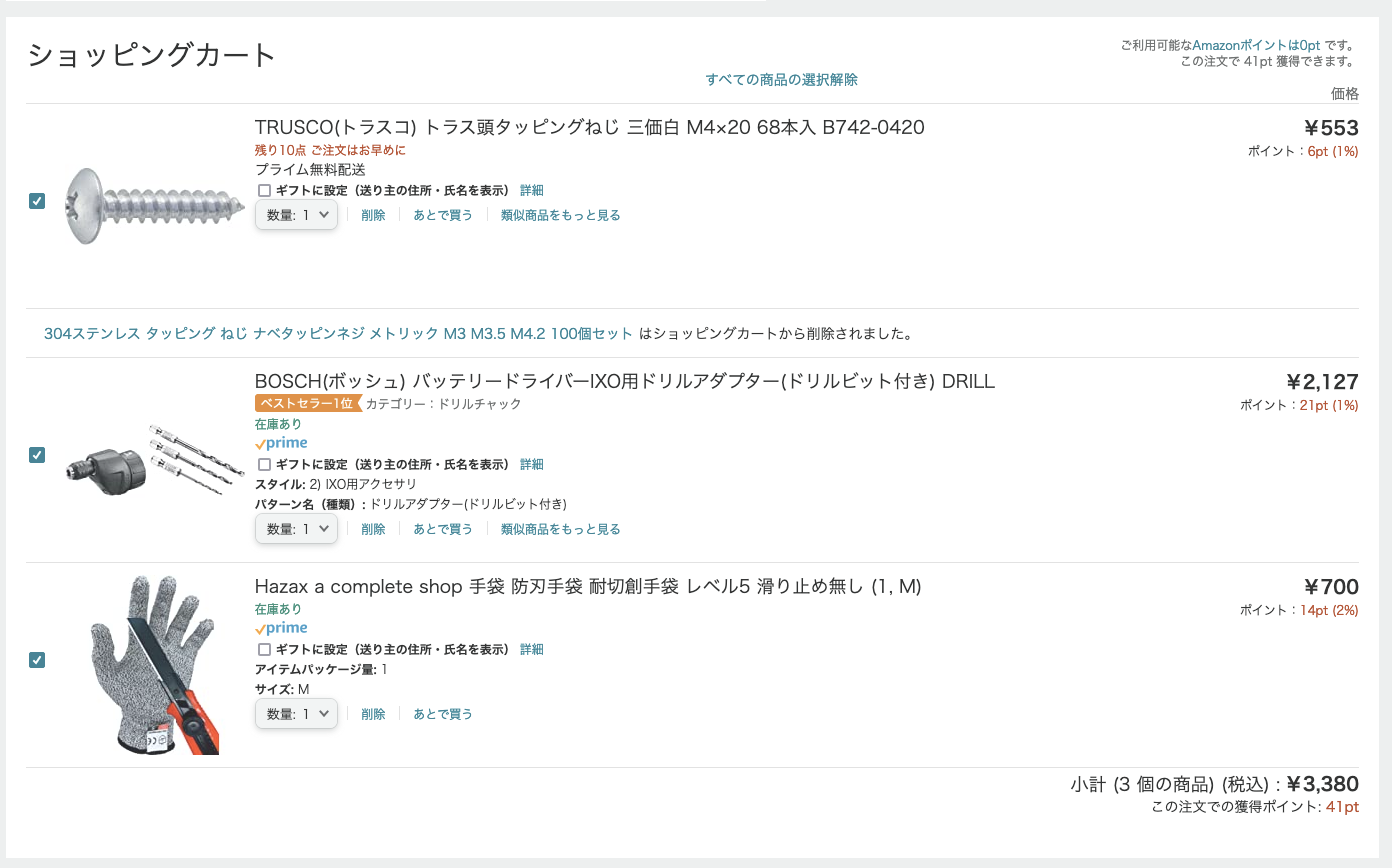 ショッピングカート
ご利用可能なAmazonポイントは0pt です。
この注文で 41pt 獲得できます。
すべての商品の選択解除
価格
TRUSCO(トラスコ) トラス頭タッピングねじ 三価白 M4×20 68本入 B742-0420
¥553
残り10点 ご注文はお早めに
ポイント：6pt (1%)
プライム無料配送
ギフトに設定（送り主の住所・氏名を表示） 詳細
数量: 1 削除 あとで買う 類似商品をもっと見る
304ステンレス タッピング ねじ ナベタッピンネジ メトリック M3 M3.5 M4.2 100個セット はショッピングカートから削除されました。
BOSCH(ボッシュ) バッテリードライバーIXO用ドリルアダプター(ドリルビット付き) DRILL
¥2,127
ベストセラー1位 カテゴリー：ドリルチャック
ポイント：21pt (1%)
在庫あり
prime
ギフトに設定（送り主の住所・氏名を表示） 詳細
スタイル: 2) IXO用アクセサリ
パターン名（種類）: ドリルアダプター(ドリルビット付き)
数量: 1 削除 あとで買う 類似商品をもっと見る
Hazax a complete shop 手袋 防刃手袋 耐切創手袋 レベル5 滑り止め無し (1, M)
¥700
在庫あり
ポイント：14pt (2%)
prime
ギフトに設定（送り主の住所・氏名を表示） 詳細
アイテムパッケージ量: 1
サイズ: M
数量: 1 削除 あとで買う
小計 (3 個の商品) (税込) : ¥3,380
この注文での獲得ポイント: 41pt